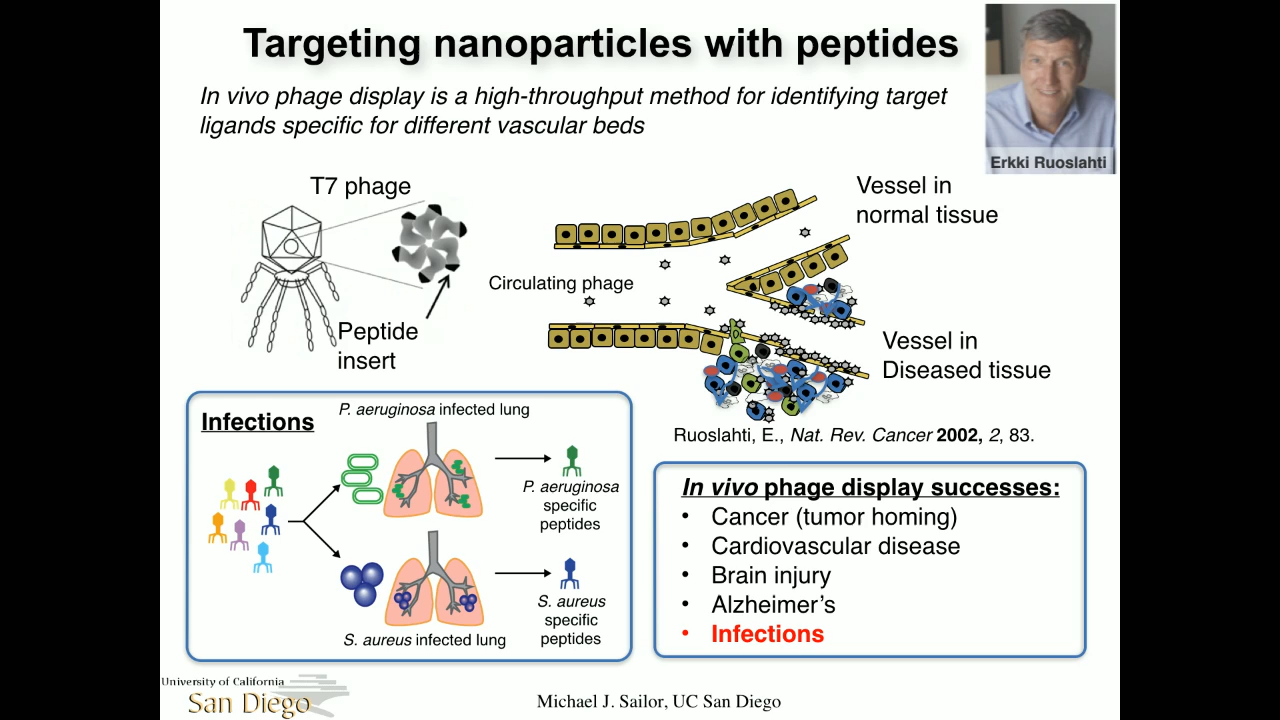 Targeting nanoparticles with peptides
In vivo phage display is a high-throughput method for identifying target
ligands specific for different vascular beds
Erkki Ruoslahti
T7 phage
Peptide
insert
Circulating phage
Vessel in
normal tissue
Vessel in
Diseased tissue
Ruoslahti, E., Nat. Rev. Cancer 2002, 2, 83.
Infections
P. aeruginosa infected lung
P. aeruginosa
specific
peptides
S. aureus infected lung
S. aureus
specific
peptides
In vivo phage display successes:
• Cancer (tumor homing)
• Cardiovascular disease
• Brain injury
• Alzheimer’s
• Infections
University of California
San Diego
Michael J. Sailor, UC San Diego